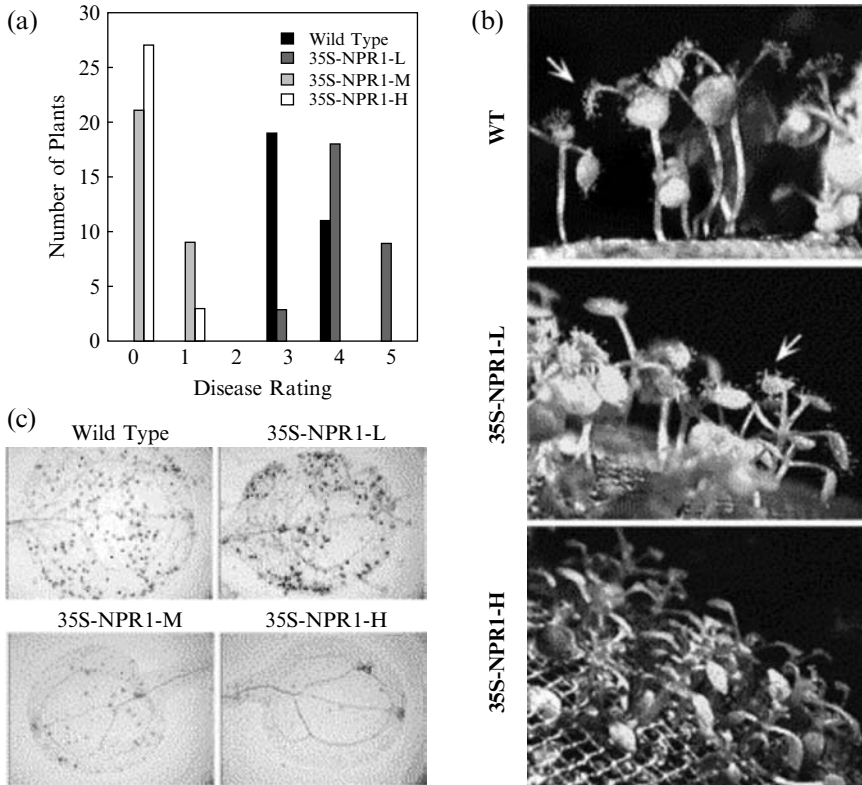 (a)
30
25
20
15
10
5
0
Number of Plants
Wild Type
35S-NPR1-L
35S-NPR1-M
35S-NPR1-H
0 1 2 3 4 5
Disease Rating
(b)
WT
35S-NPR1-L
35S-NPR1-H
(c)
Wild Type 35S-NPR1-L
35S-NPR1-M 35S-NPR1-H